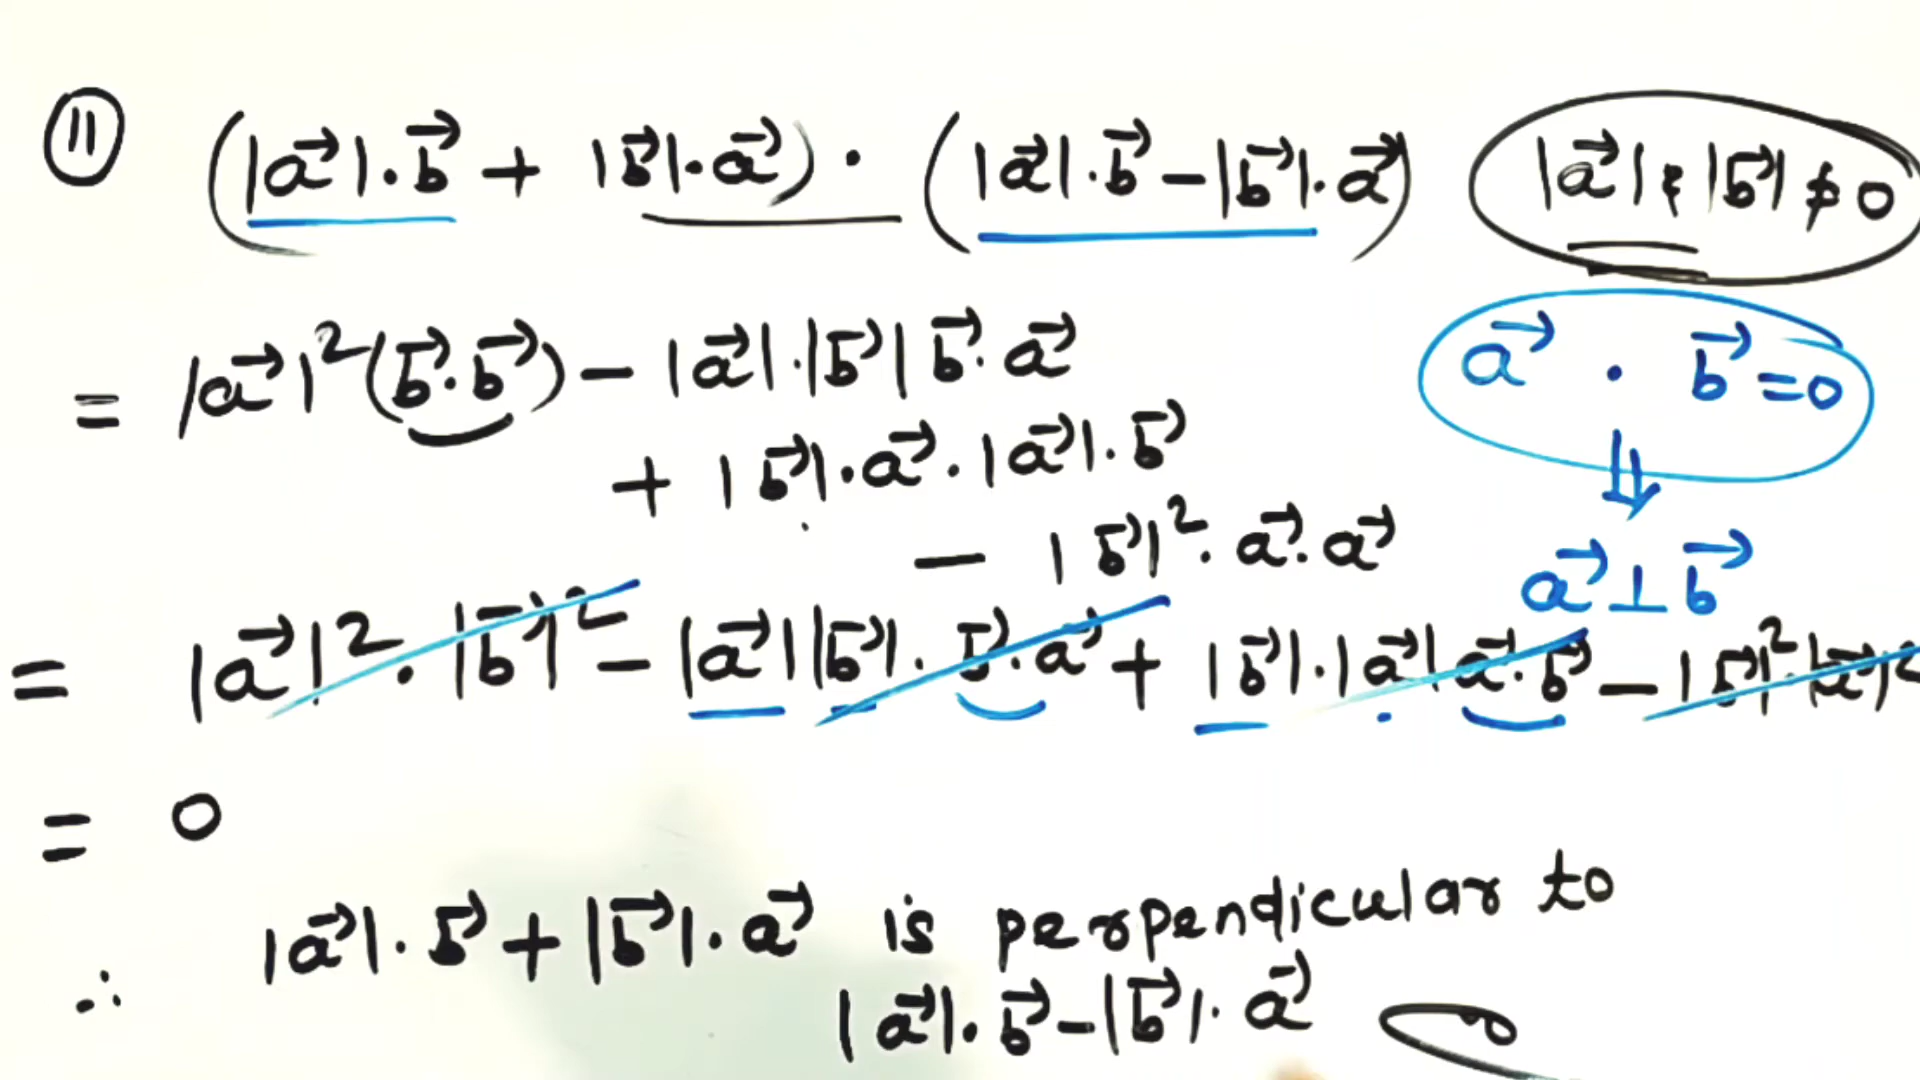 ⑪ (|a⃗|·b⃗ + |b⃗|·a⃗) · (|a⃗|·b⃗ − |b⃗|·a⃗)
|a⃗| & |b⃗| ≠ 0
= |a⃗|²(b⃗·b⃗) − |a⃗|·|b⃗| b⃗·a⃗
a⃗ · b⃗ = 0
+ |b⃗|·a⃗·|a⃗|·b⃗
⇓
− |b⃗|²·a⃗·a⃗
a⃗ ⊥ b⃗
= |a⃗|²·|b⃗|² − |a⃗||b⃗|·b⃗·a⃗ + |b⃗|·|a⃗| a⃗·b⃗ − |b⃗|²|a⃗|²
= 0
∴ |a⃗|·b⃗ + |b⃗|·a⃗ is perpendicular to
|a⃗|·b⃗ − |b⃗|·a⃗